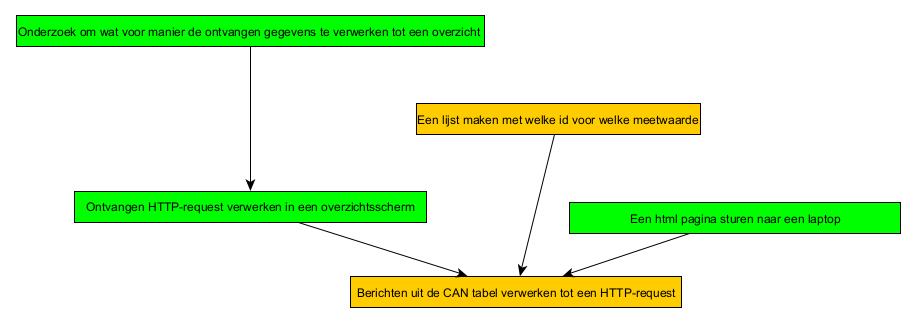 Onderzoek om wat voor manier de ontvangen gegevens te verwerken tot een overzicht
Een lijst maken met welke id voor welke meetwaarde
Ontvangen HTTP-request verwerken in een overzichtsscherm
Een html pagina sturen naar een laptop
Berichten uit de CAN tabel verwerken tot een HTTP-request